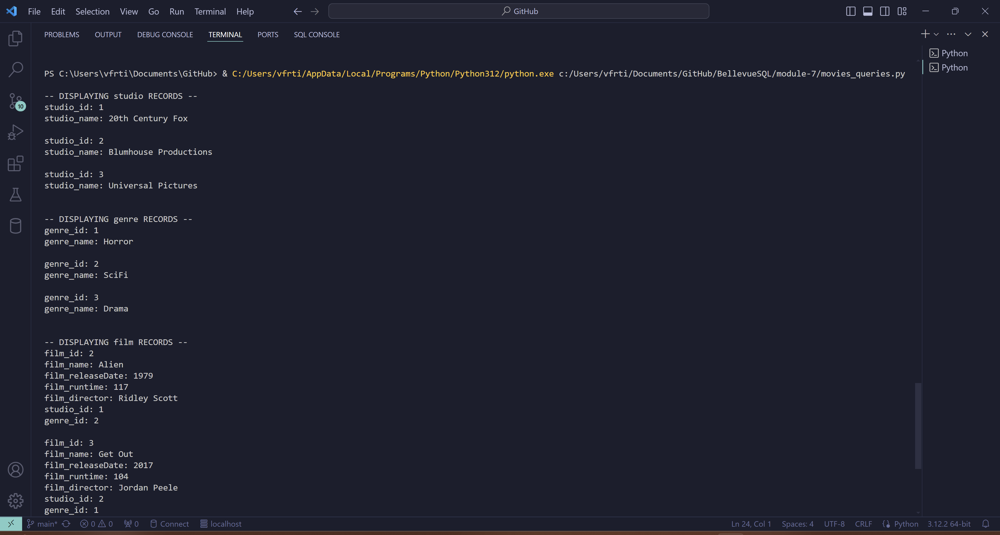 File Edit Selection View Go Run Terminal Help GitHub
PROBLEMS OUTPUT DEBUG CONSOLE TERMINAL PORTS SQL CONSOLE
Python
Python
10
PS C:\Users\vfrti\Documents\GitHub> & C:/Users/vfrti/AppData/Local/Programs/Python/Python312/python.exe c:/Users/vfrti/Documents/GitHub/BellevueSQL/module-7/movies_queries.py
-- DISPLAYING studio RECORDS --
studio_id: 1
studio_name: 20th Century Fox
studio_id: 2
studio_name: Blumhouse Productions
studio_id: 3
studio_name: Universal Pictures
-- DISPLAYING genre RECORDS --
genre_id: 1
genre_name: Horror
genre_id: 2
genre_name: SciFi
genre_id: 3
genre_name: Drama
-- DISPLAYING film RECORDS --
film_id: 2
film_name: Alien
film_releaseDate: 1979
film_runtime: 117
film_director: Ridley Scott
studio_id: 1
genre_id: 2
film_id: 3
film_name: Get Out
film_releaseDate: 2017
film_runtime: 104
film_director: Jordan Peele
studio_id: 2
genre_id: 1
main* 0 0 0 Connect localhost Ln 24, Col 1 Spaces: 4 UTF-8 CRLF Python 3.12.2 64-bit